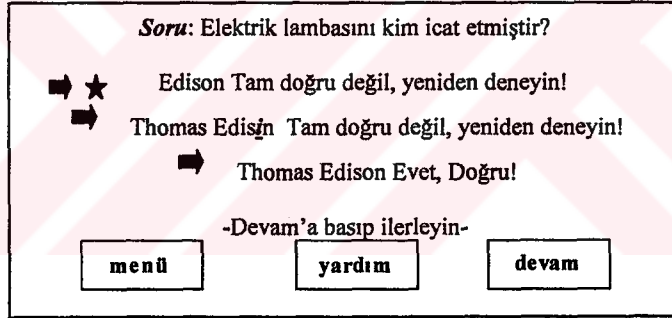 Soru: Elektrik lambasını kim icat etmiştir?
Edison Tam doğru değil, yeniden deneyin!
Thomas Edisin Tam doğru değil, yeniden deneyin!
Thomas Edison Evet, Doğru!
-Devam'a basıp ilerleyin-
menü yardım devam